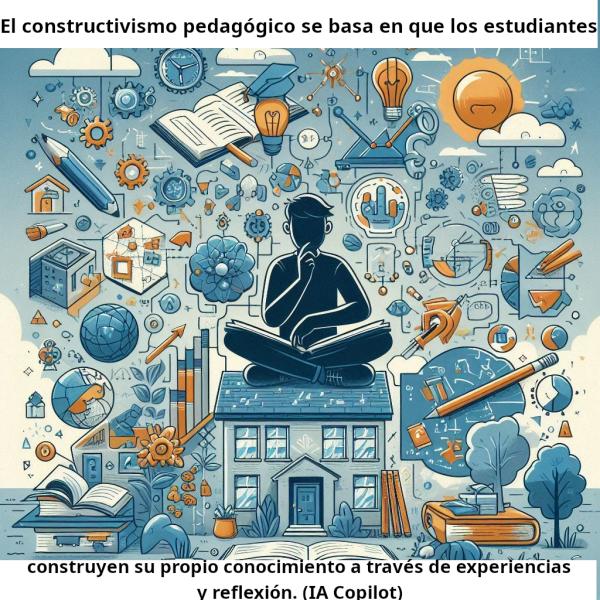 El constructivismo pedagógico se basa en que los estudiantes
construyen su propio conocimiento a través de experiencias
y reflexión. (IA Copilot)